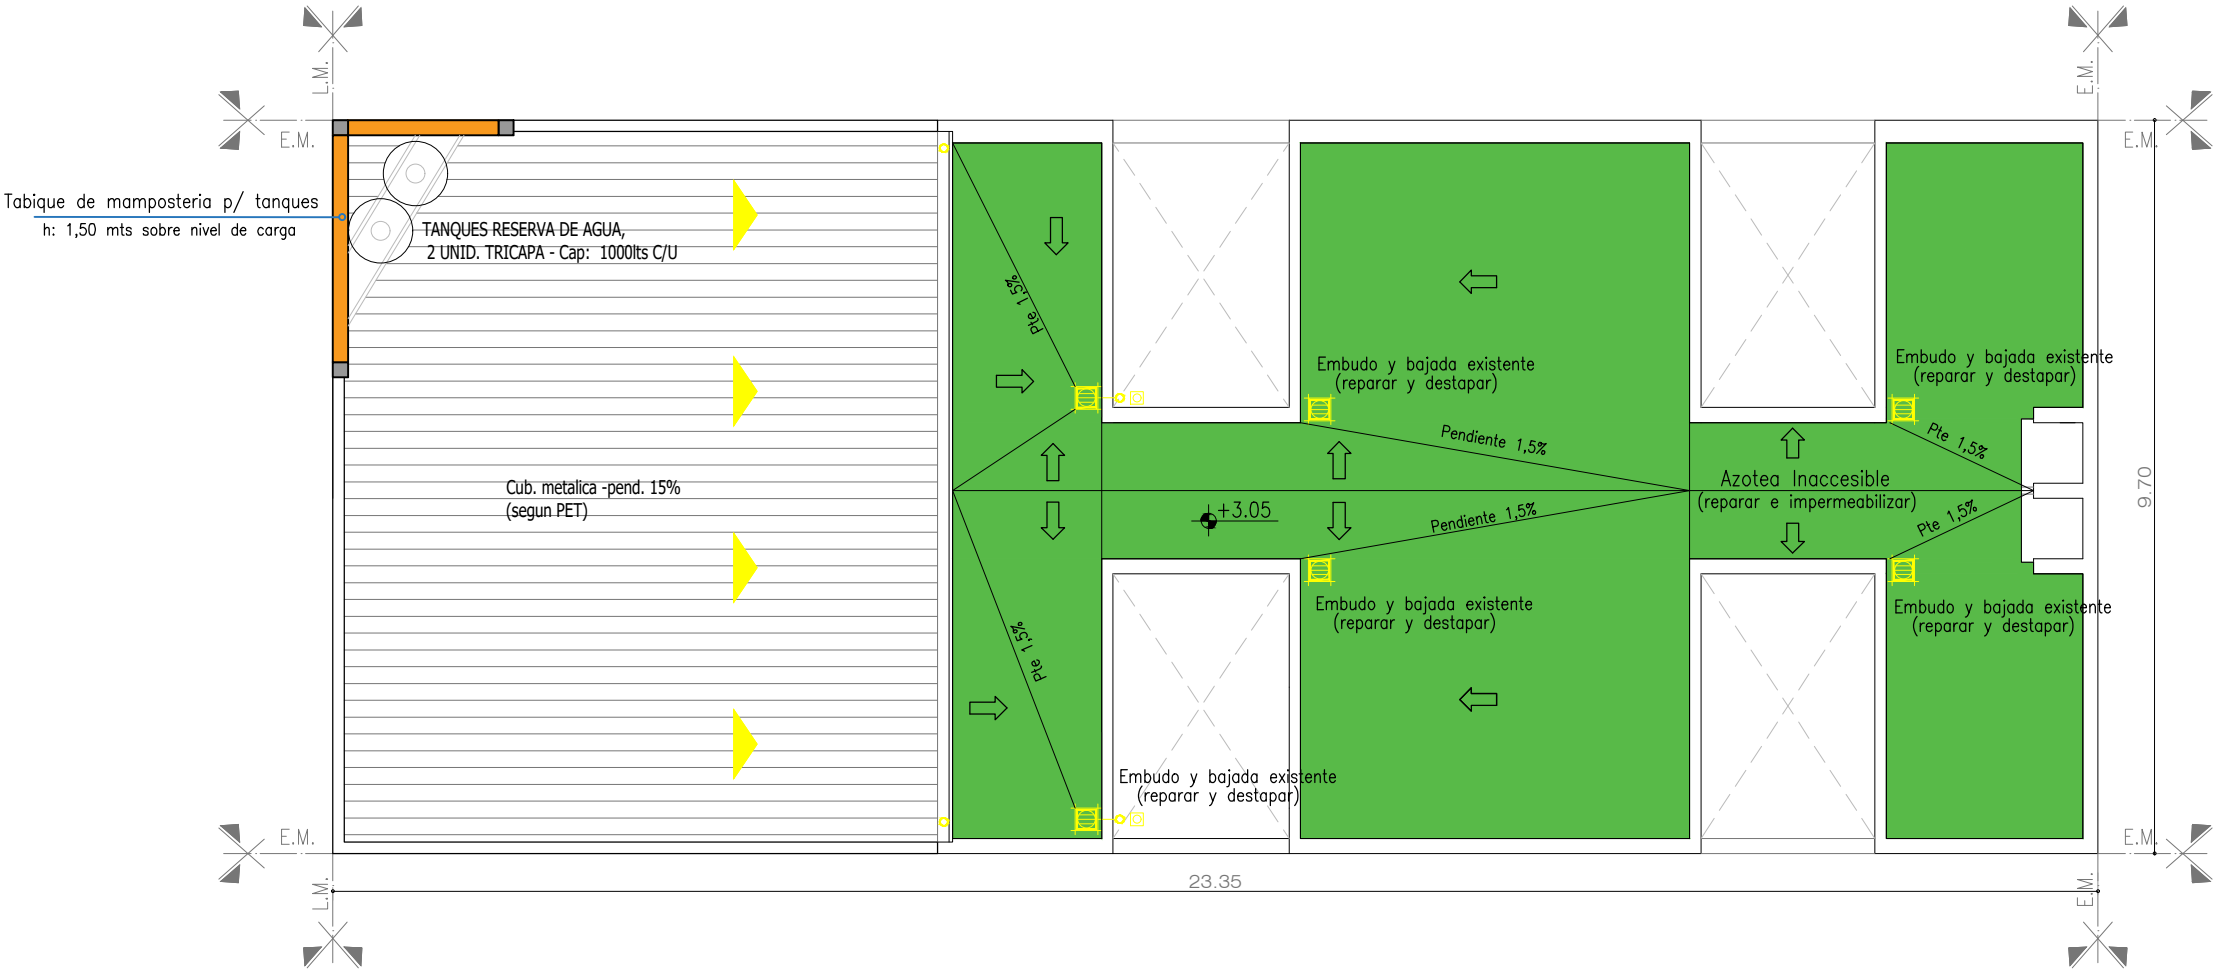 L.M.
E.M.
E.M.
E.M.
Tabique de mamposteria p/ tanques
h: 1,50 mts sobre nivel de carga
TANQUES RESERVA DE AGUA,
2 UNID. TRICAPA - Cap: 1000lts C/U
Pte 1,5%
Embudo y bajada existente
(reparar y destapar)
Embudo y bajada existente
(reparar y destapar)
Pendiente 1,5%
Pte 1,5%
Cub. metalica -pend. 15%
(segun PET)
Azotea Inaccesible
(reparar e impermeabilizar)
+3.05
Pendiente 1,5%
Pte 1,5%
9.70
Embudo y bajada existente
(reparar y destapar)
Embudo y bajada existente
(reparar y destapar)
Pte 1,5%
Embudo y bajada existente
(reparar y destapar)
E.M.
E.M.
L.M.
23.35
E.M.